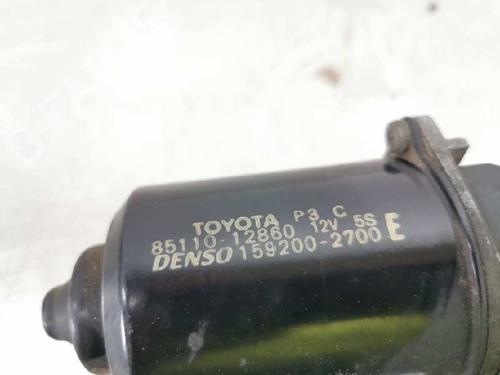 TOYOTA P3 C
85110-12860 12V 5S
DENSO 159200-2700 E